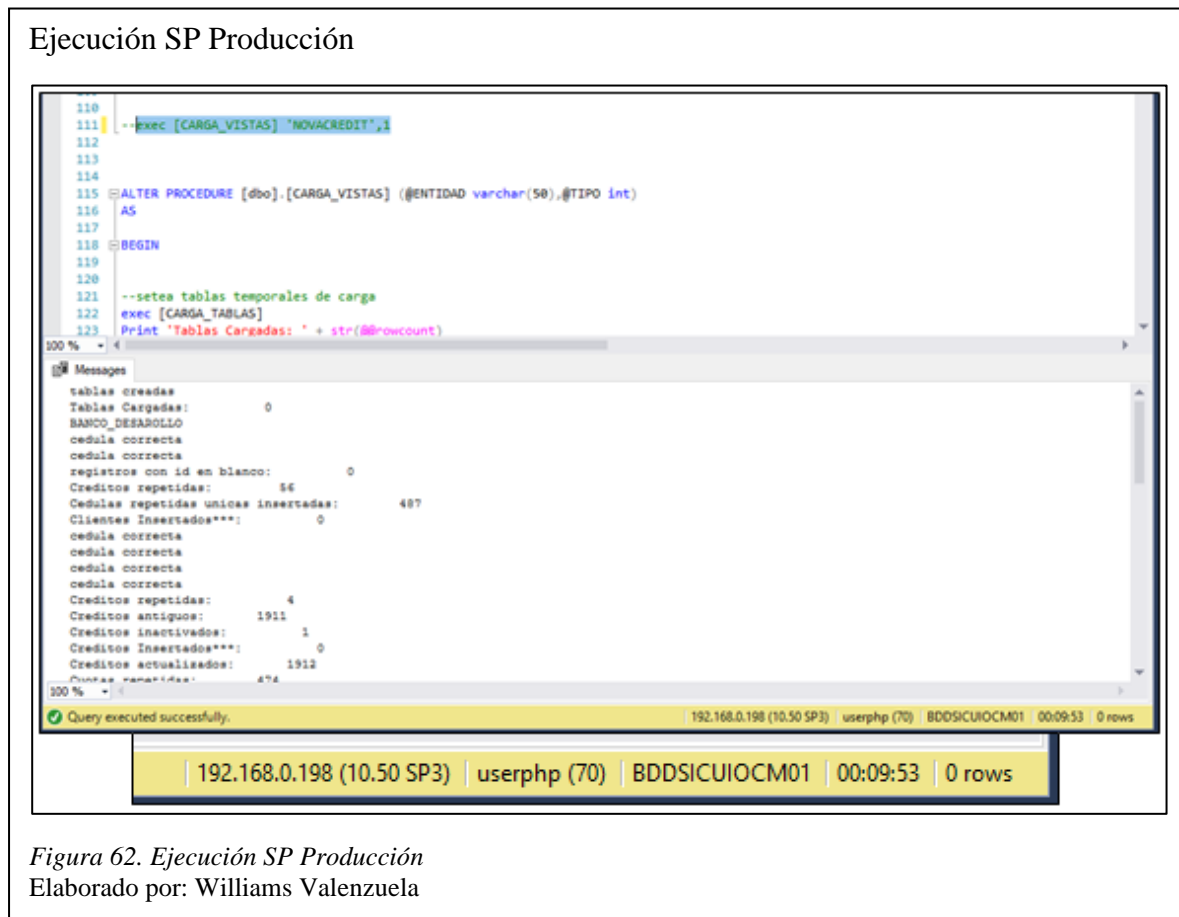 Ejecución SP Producción
110
111 --exec [CARGA_VISTAS] 'NOVACREDIT',1
112
113
114
115 ALTER PROCEDURE [dbo].[CARGA_VISTAS] (@ENTIDAD varchar(50),@TIPO int)
116 AS
117
118 BEGIN
119
120
121 --setea tablas temporales de carga
122 exec [CARGA_TABLAS]
123 Print 'Tablas Cargadas: ' + str(@@rowcount)
100 %
Messages
tablas creadas
Tablas Cargadas: 0
BANCO_DESAROLLO
cedula correcta
cedula correcta
registros con id en blanco: 0
Creditos repetidas: 56
Cedulas repetidas unicas insertadas: 487
Clientes Insertados***: 0
cedula correcta
cedula correcta
cedula correcta
cedula correcta
Creditos repetidas: 4
Creditos antiguos: 1911
Creditos inactivados: 1
Creditos Insertados***: 0
Creditos actualizados: 1912
Cuotas repetidas: 474
100 %
Query executed successfully. 192.168.0.198 (10.50 SP3) userphp (70) BDDSICUIOCM01 00:09:53 0 rows
192.168.0.198 (10.50 SP3) userphp (70) BDDSICUIOCM01 00:09:53 0 rows
Figura 62. Ejecución SP Producción
Elaborado por: Williams Valenzuela